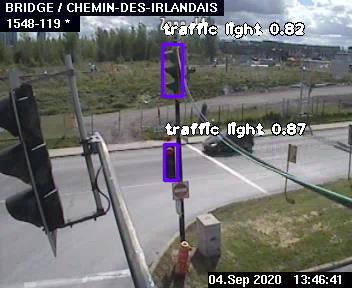 BRIDGE / CHEMIN-DES-IRLANDAIS
1548-119 *
traffic light 0.82
traffic light 0.87
04.Sep 2020 13:46:41